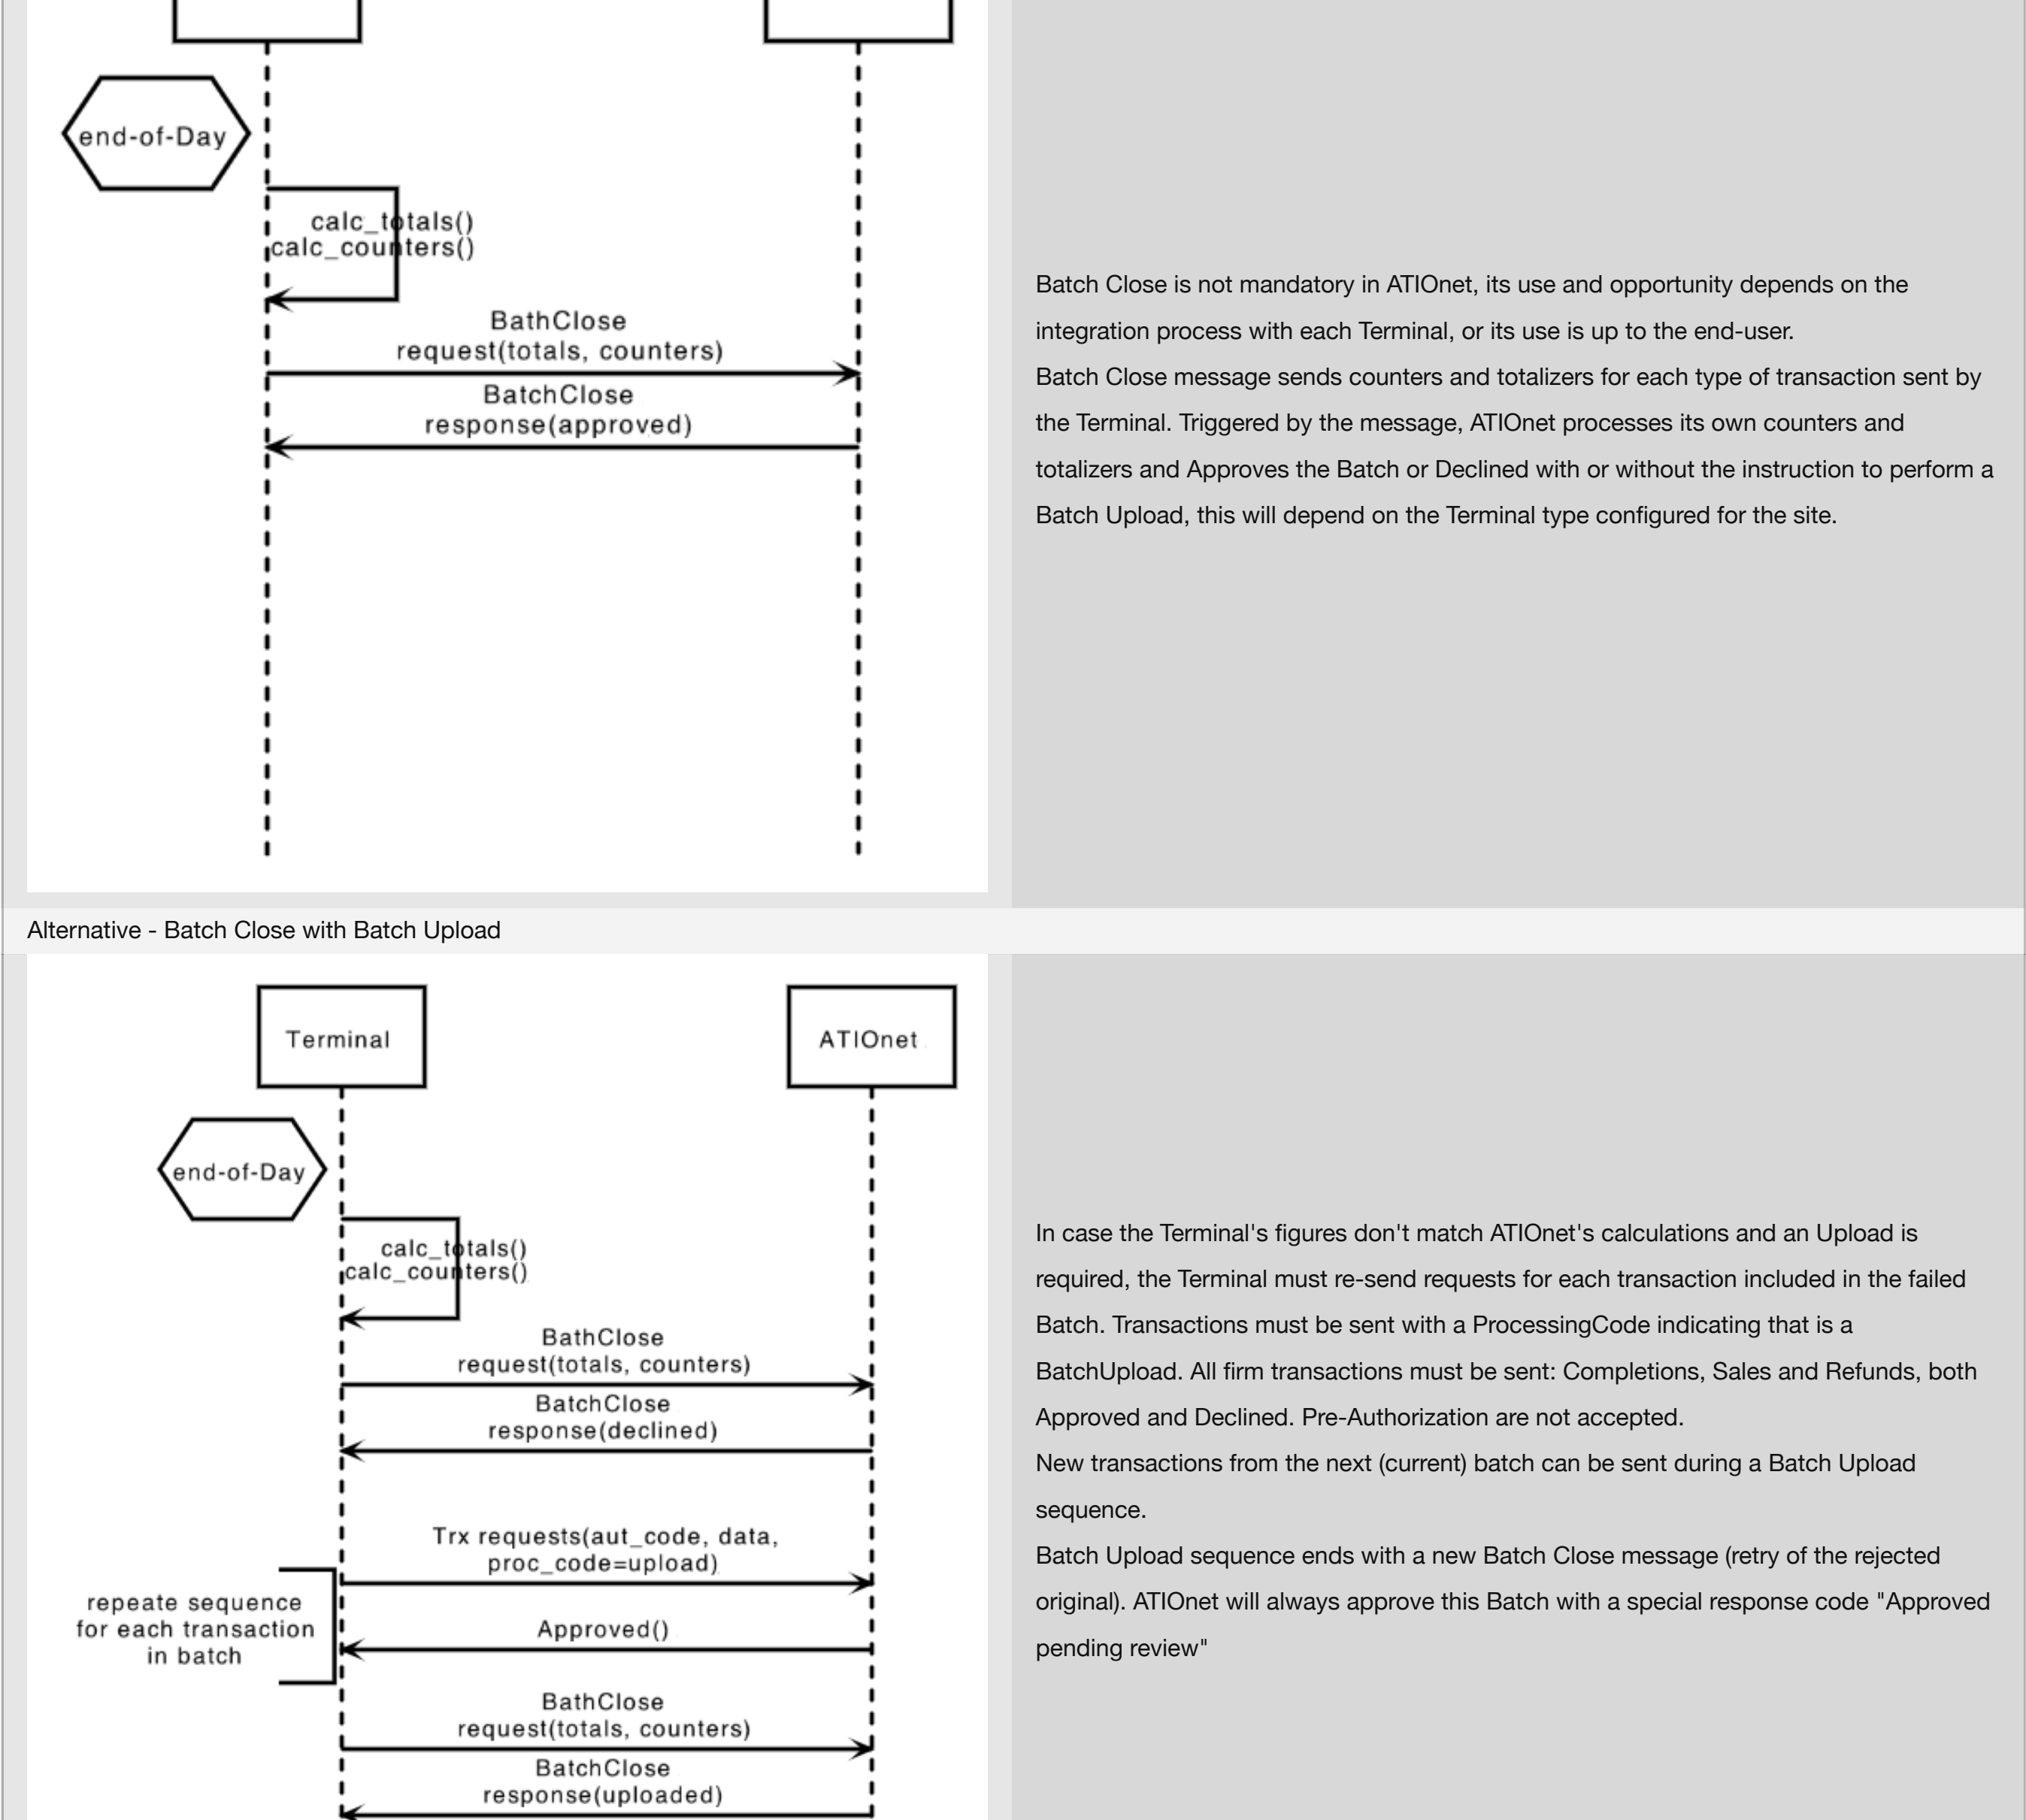 end-of-Day
calc_totals()
calc_counters()
BathClose
request(totals, counters)
BatchClose
response(approved)
Batch Close is not mandatory in ATIOnet, its use and opportunity depends on the
integration process with each Terminal, or its use is up to the end-user.
Batch Close message sends counters and totalizers for each type of transaction sent by
the Terminal. Triggered by the message, ATIOnet processes its own counters and
totalizers and Approves the Batch or Declined with or without the instruction to perform a
Batch Upload, this will depend on the Terminal type configured for the site.
Alternative - Batch Close with Batch Upload
Terminal
ATIOnet
end-of-Day
calc_totals()
calc_counters()
BathClose
request(totals, counters)
BatchClose
response(declined)
Trx requests(aut_code, data,
proc_code=upload)
repeate sequence
for each transaction
in batch
Approved()
BathClose
request(totals, counters)
BatchClose
response(uploaded)
In case the Terminal's figures don't match ATIOnet's calculations and an Upload is
required, the Terminal must re-send requests for each transaction included in the failed
Batch. Transactions must be sent with a ProcessingCode indicating that is a
BatchUpload. All firm transactions must be sent: Completions, Sales and Refunds, both
Approved and Declined. Pre-Authorization are not accepted.
New transactions from the next (current) batch can be sent during a Batch Upload
sequence.
Batch Upload sequence ends with a new Batch Close message (retry of the rejected
original). ATIOnet will always approve this Batch with a special response code "Approved
pending review"